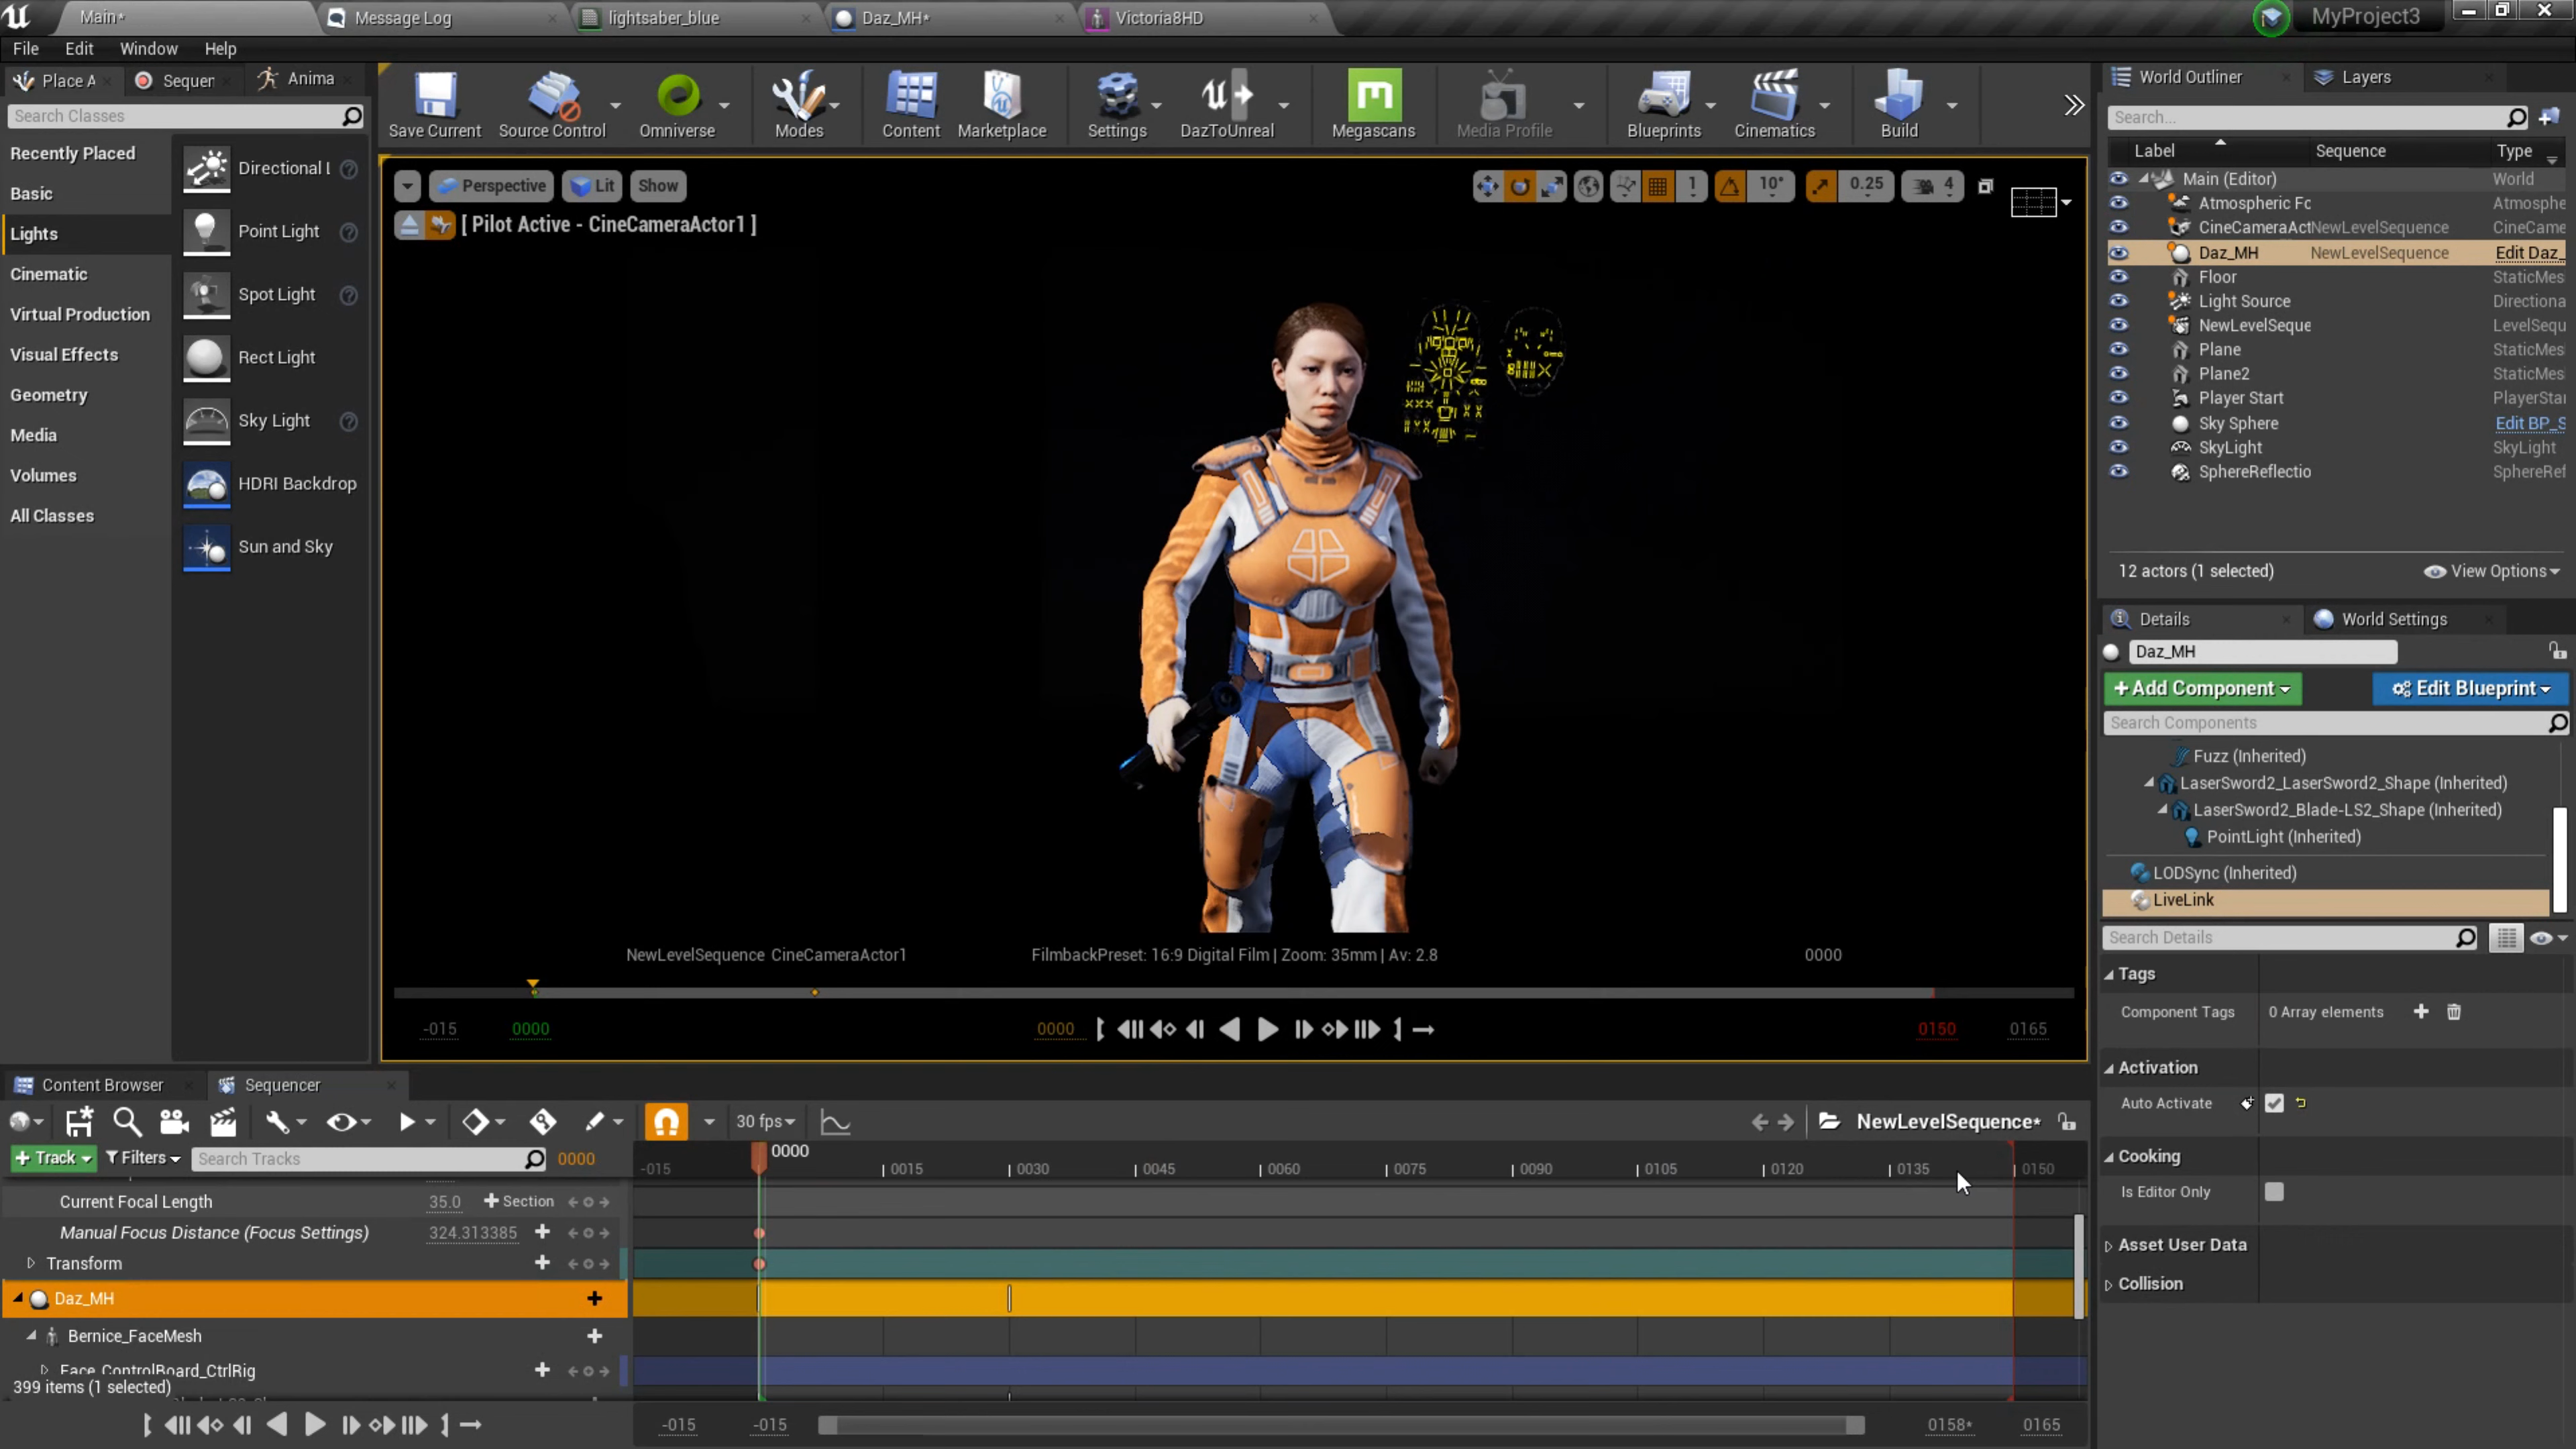 Main*
Message Log
lightsaber_blue
Daz_MH*
Victoria8HD
MyProject3
File Edit Window Help
Place A
Sequen
Anima
Search Classes
Recently Placed
Basic
Lights
Cinematic
Virtual Production
Visual Effects
Geometry
Media
Volumes
All Classes
Directional L
Point Light
Spot Light
Rect Light
Sky Light
HDRI Backdrop
Sun and Sky
Save Current
Source Control
Omniverse
Modes
Content
Marketplace
Settings
DazToUnreal
Megascans
Media Profile
Blueprints
Cinematics
Build
Perspective
Lit
Show
1
10°
0.25
4
[ Pilot Active - CineCameraActor1 ]
NewLevelSequence CineCameraActor1
FilmbackPreset: 16:9 Digital Film | Zoom: 35mm | Av: 2.8
0000
-015
0000
0000
0150
0165
World Outliner
Layers
Search...
Label Sequence Type
Main (Editor) World
Atmospheric Fc Atmosphe
CineCameraAct NewLevelSequence CineCame
Daz_MH NewLevelSequence Edit Daz_
Floor StaticMes
Light Source Directiona
NewLevelSeque LevelSequ
Plane StaticMes
Plane2 StaticMes
Player Start PlayerStar
Sky Sphere Edit BP_S
SkyLight SkyLight
SphereReflectio SphereRef
12 actors (1 selected)
View Options
Details
World Settings
Daz_MH
+Add Component
Edit Blueprint
Search Components
Fuzz (Inherited)
LaserSword2_LaserSword2_Shape (Inherited)
LaserSword2_Blade-LS2_Shape (Inherited)
PointLight (Inherited)
LODSync (Inherited)
LiveLink
Search Details
Tags
Component Tags 0 Array elements
Activation
Auto Activate
Cooking
Is Editor Only
Asset User Data
Collision
Content Browser
Sequencer
30 fps
NewLevelSequence*
+ Track
Filters
Search Tracks
0000
-015 0000 0015 0030 0045 0060 0075 0090 0105 0120 0135 0150
Current Focal Length 35.0 + Section
Manual Focus Distance (Focus Settings) 324.313385
Transform
Daz_MH
Bernice_FaceMesh
Face_ControlBoard_CtrlRig
399 items (1 selected)
-015 -015 0158* 0165